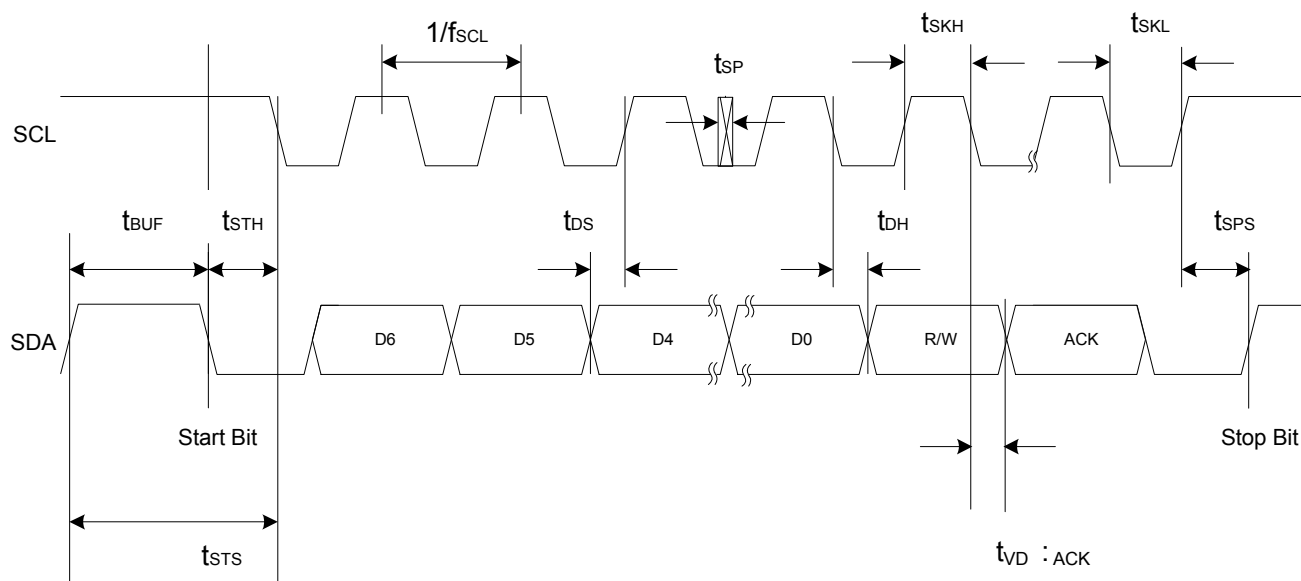 1/fSCL
tSKH
tSKL
tSP
SCL
tBUF
tSTH
tDS
tDH
tSPS
SDA
D6
D5
D4
D0
R/W
ACK
Start Bit
Stop Bit
tSTS
tVD : ACK